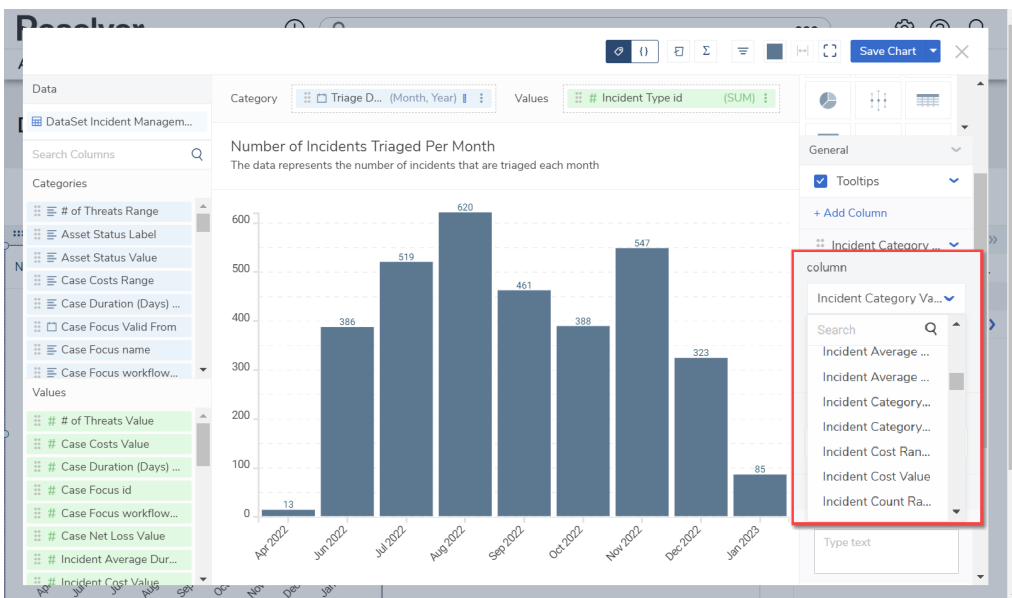 Resolver
Data
DataSet Incident Managem...
Search Columns
Categories
# of Threats Range
Asset Status Label
Asset Status Value
Case Costs Range
Case Duration (Days) ...
Case Focus Valid From
Case Focus name
Case Focus workflow...
Values
# # of Threats Value
# Case Costs Value
# Case Duration (Days) ...
# Case Focus id
# Case Focus workflow...
# Case Net Loss Value
# Incident Average Dur...
# Incident Cost Value
Σ
Save Chart
Category
Triage D... (Month, Year)
Values
# Incident Type id (SUM)
Number of Incidents Triaged Per Month
The data represents the number of incidents that are triaged each month
600
500
400
300
200
100
0
13
386
519
620
461
388
547
323
85
Apr 2022
Jun 2022
Jul 2022
Aug 2022
Sep 2022
Oct 2022
Nov 2022
Dec 2022
Jan 2023
General
Tooltips
+ Add Column
Incident Category ...
column
Incident Category Va...
Search
Incident Average ...
Incident Average ...
Incident Category...
Incident Category...
Incident Cost Ran...
Incident Cost Value
Incident Count Ra...
Type text